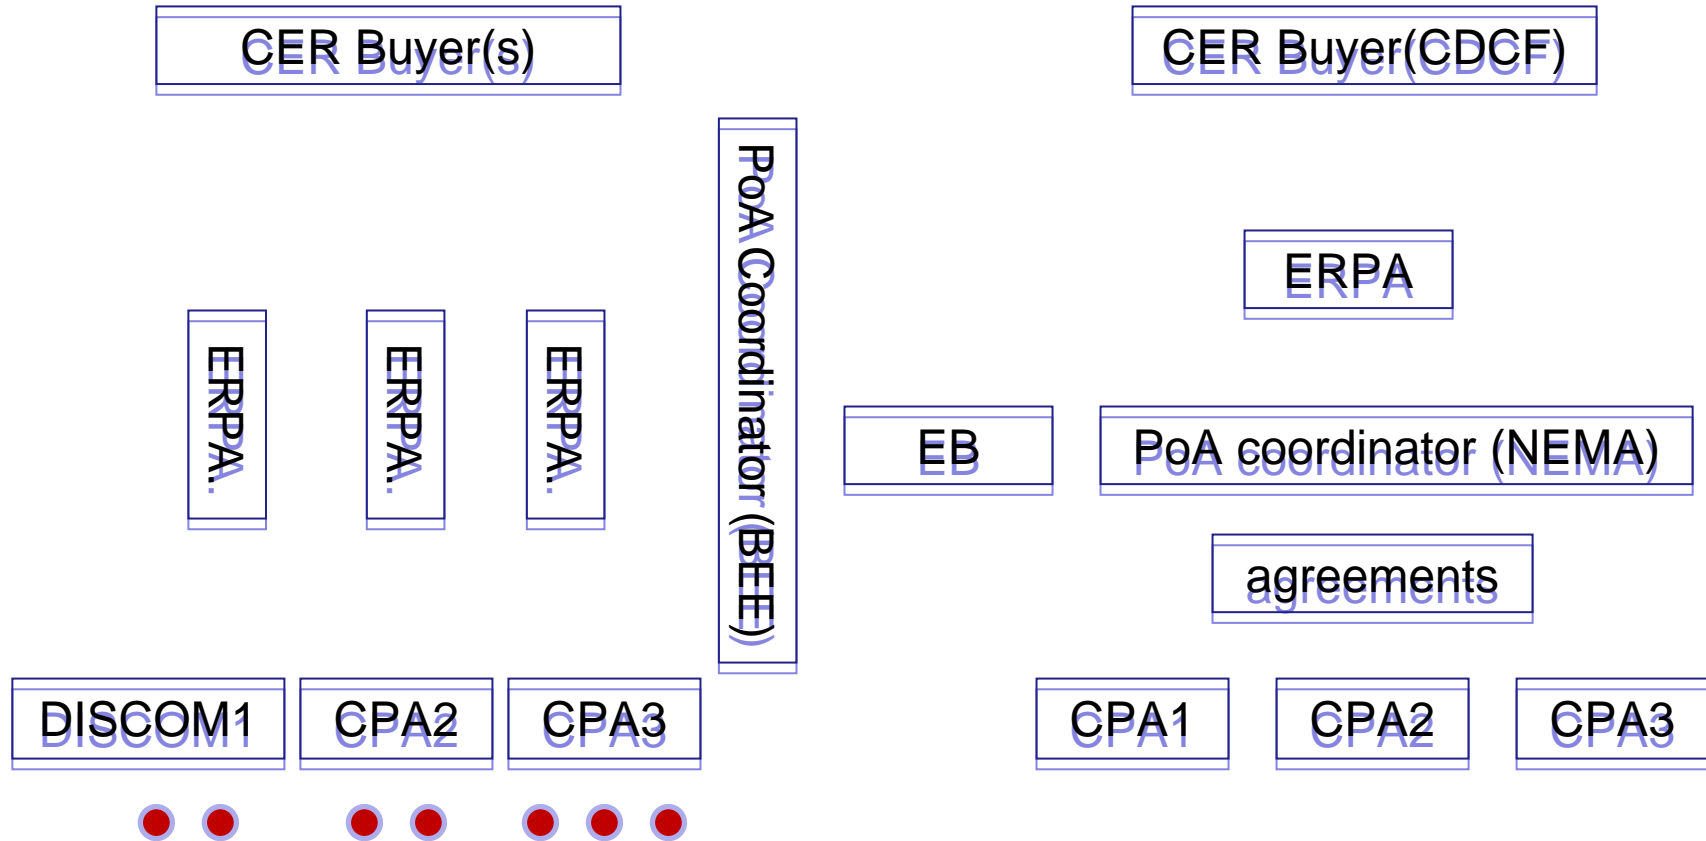 CER Buyer(s)
CER Buyer(CDCF)
PoA Coordinator (BEE)
ERPA
ERPA.
ERPA.
ERPA.
EB
PoA coordinator (NEMA)
agreements
DISCOM1
CPA2
CPA3
CPA1
CPA2
CPA3